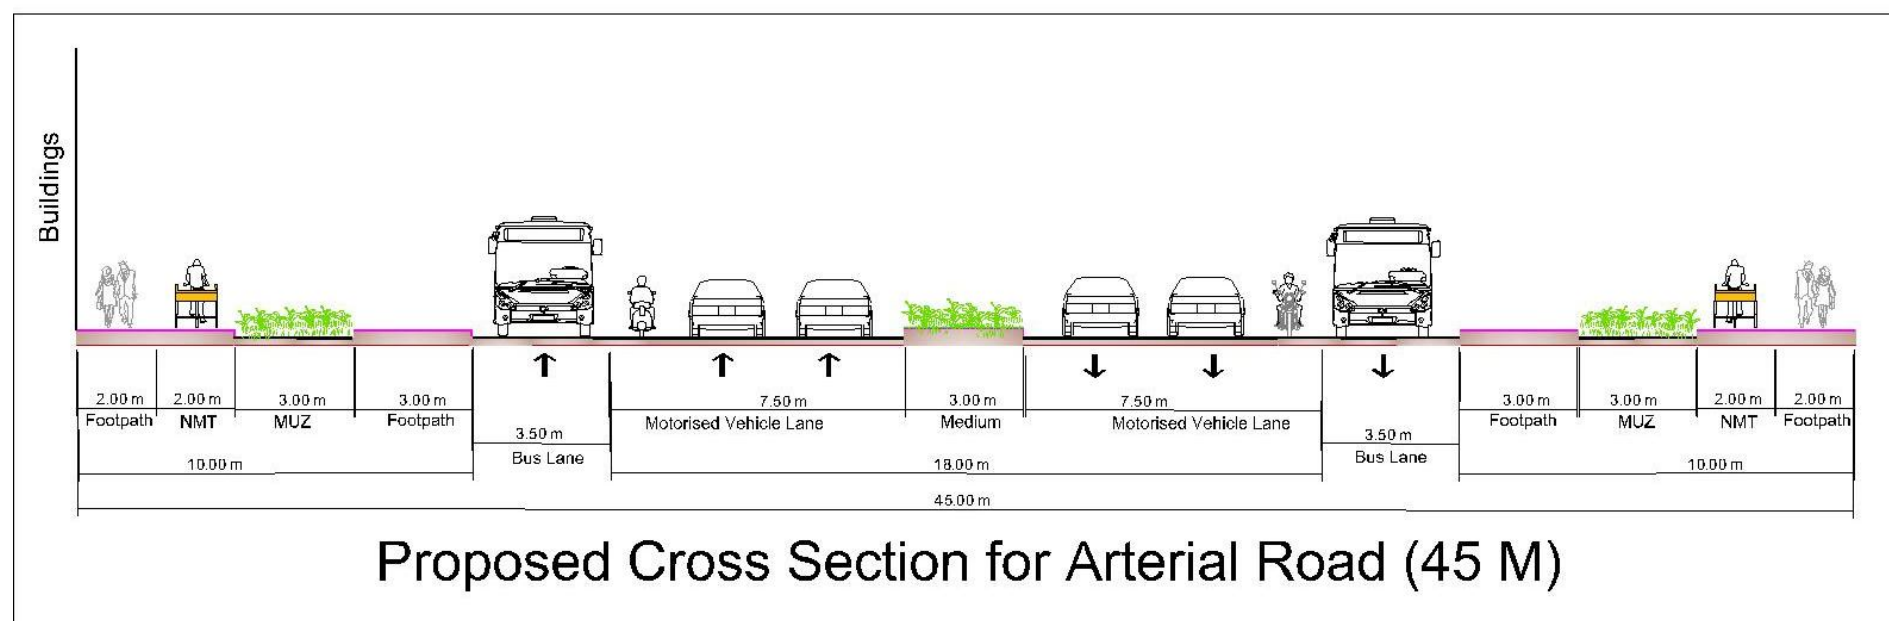 Buildings
2.00 m 2.00 m 3.00 m 3.00 m 7.50 m 3.00 m 7.50 m 3.00 m 3.00 m 2.00 m 2.00 m
Footpath NMT MUZ Footpath Motorised Vehicle Lane Medium Motorised Vehicle Lane Footpath MUZ NMT Footpath
3.50 m 3.50 m
Bus Lane Bus Lane
10.00 m 18.00 m 10.00 m
45.00 m
Proposed Cross Section for Arterial Road (45 M)